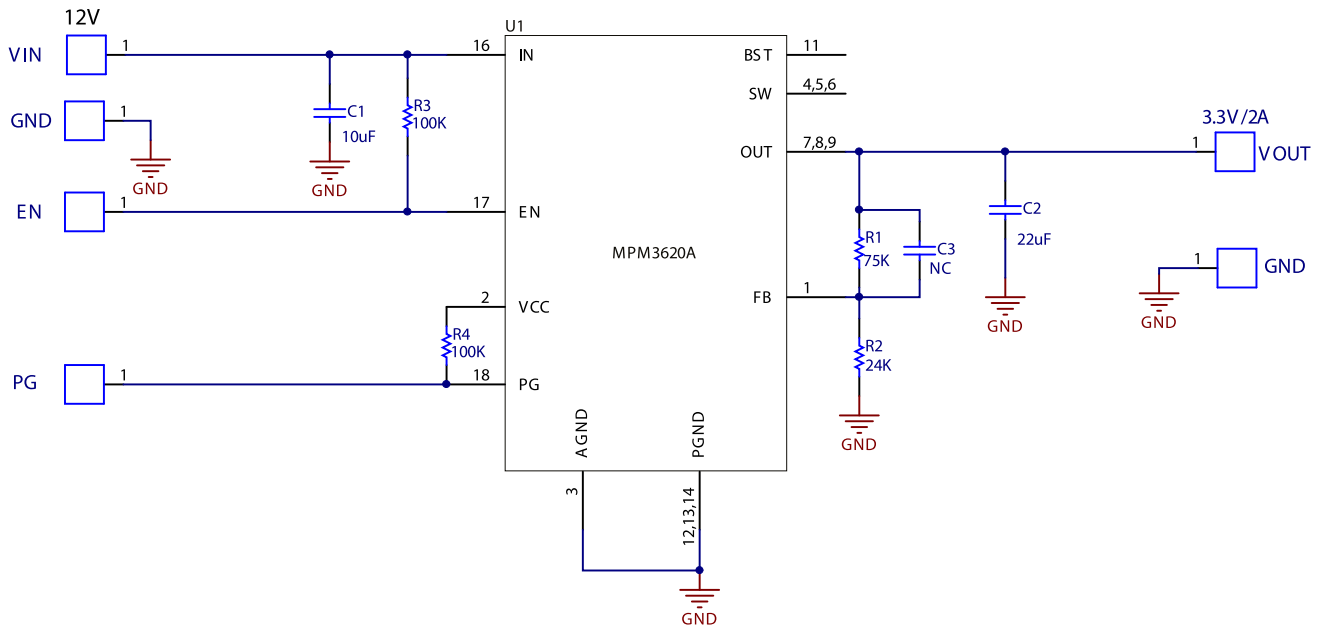 12V
VIN
1
GND
1
GND
EN
1
PG
1
C1
10uF
GND
R3
100K
R4
100K
U1
16
IN
17
EN
2
VCC
18
PG
MPM3620A
BST
11
SW
4,5,6
OUT
7,8,9
FB
1
AGND
3
PGND
12,13,14
GND
R1
75K
C3
NC
R2
24K
GND
C2
22uF
GND
3.3V/2A
1
VOUT
1
GND
GND